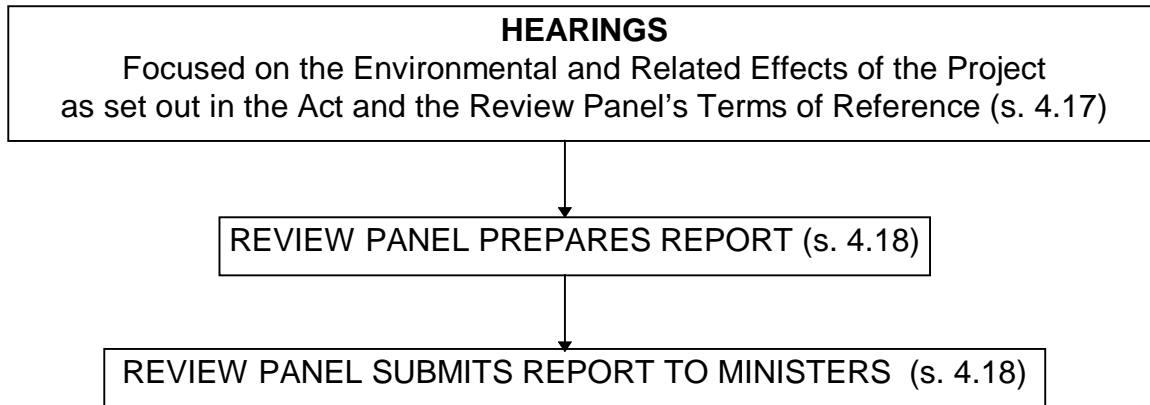 HEARINGS
Focused on the Environmental and Related Effects of the Project
as set out in the Act and the Review Panel’s Terms of Reference (s. 4.17)
REVIEW PANEL PREPARES REPORT (s. 4.18)
REVIEW PANEL SUBMITS REPORT TO MINISTERS (s. 4.18)